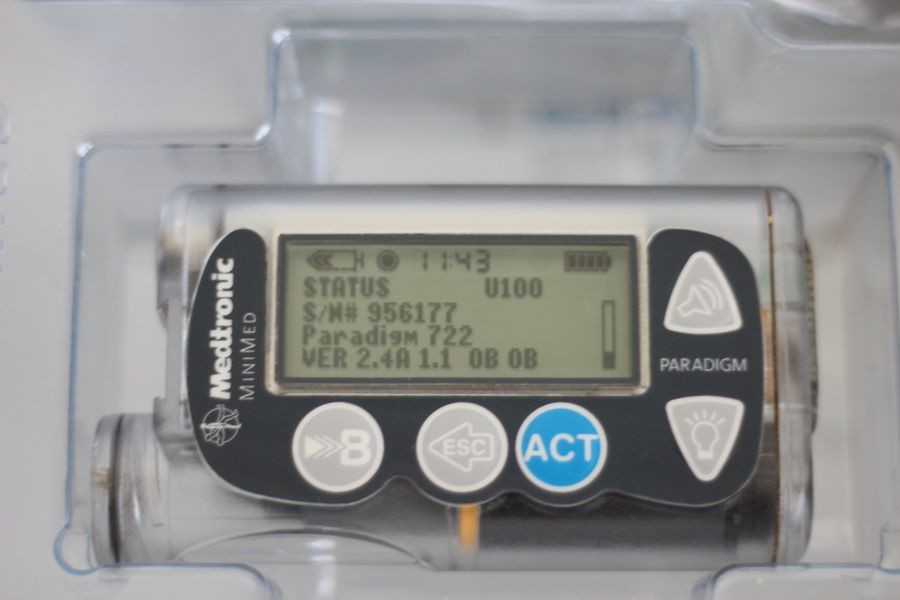 11:43
STATUS U100
S/N# 956177
Paradigm 722
VER 2.4A 1.1 0B 0B
Medtronic
MINIMED
PARADIGM
B
ESC
ACT